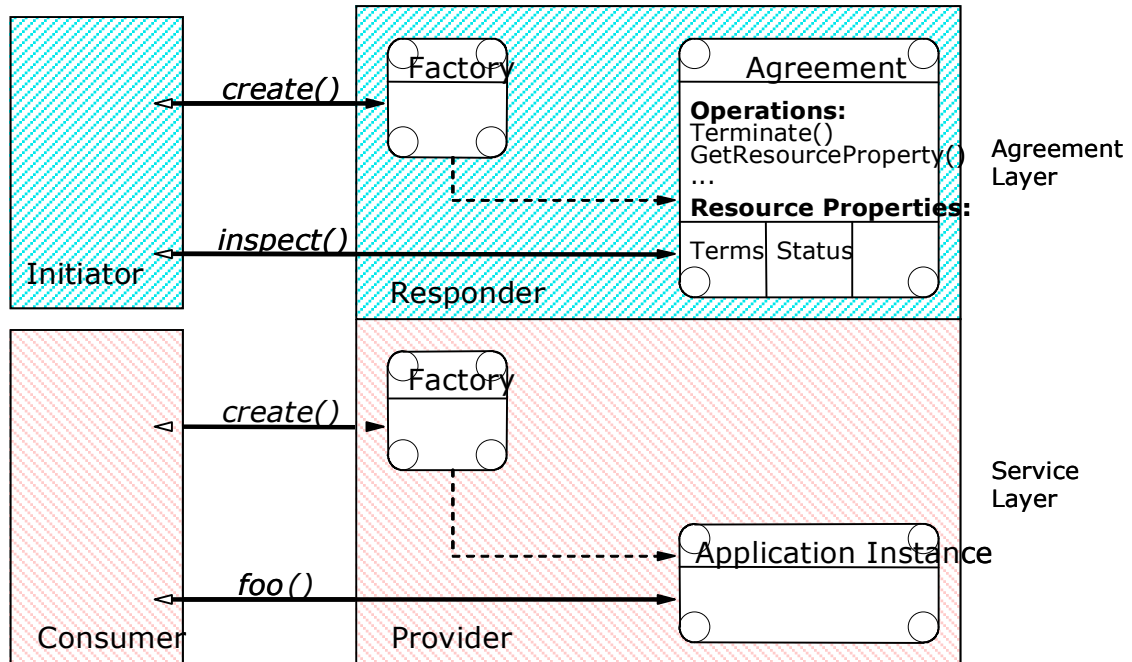 Factory
Agreement
create()
Operations:
Terminate()
GetResourceProperty()
...
Agreement
Layer
Resource Properties:
inspect()
Terms
Status
Initiator
Responder
Factory
create()
Service
Layer
Application Instance
foo()
Consumer
Provider